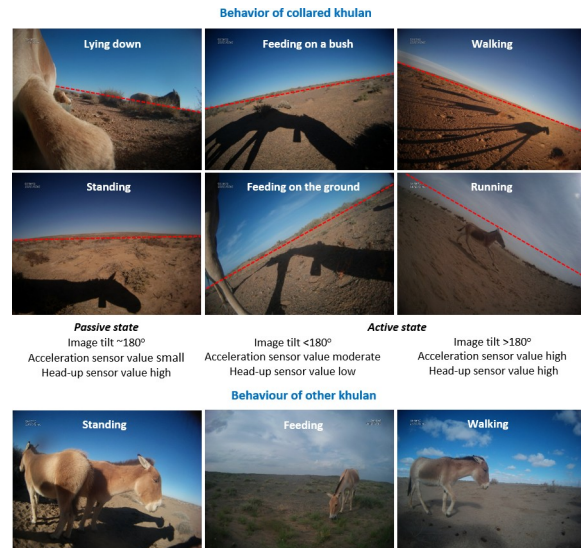 Behavior of collared khulan
Lying down
Feeding on a bush
Walking
Standing
Feeding on the ground
Running
Passive state
Active state
Image tilt ~180°
Acceleration sensor value small
Head-up sensor value high
Image tilt <180°
Acceleration sensor value moderate
Head-up sensor value low
Image tilt >180°
Acceleration sensor value high
Head-up sensor value high
Behaviour of other khulan
Standing
Feeding
Walking